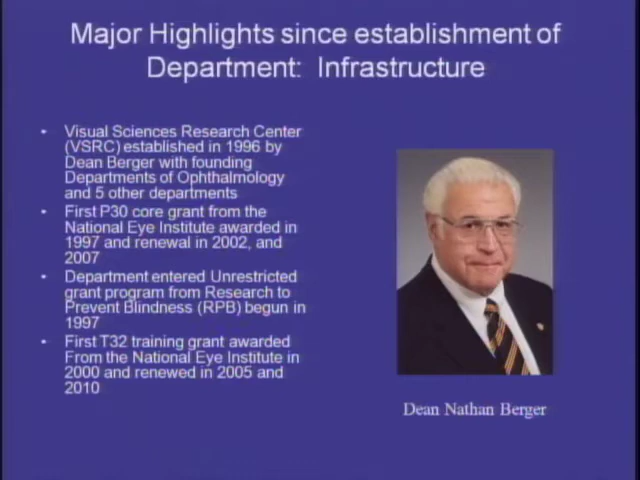 Major Highlights since establishment of
Department: Infrastructure
• Visual Sciences Research Center
(VSRC) established in 1996 by
Dean Berger with founding
Departments of Ophthalmology
and 5 other departments
• First P30 core grant from the
National Eye Institute awarded in
1997 and renewal in 2002, and
2007
• Department entered Unrestricted
grant program from Research to
Prevent Blindness (RPB) begun in
1997
• First T32 training grant awarded
From the National Eye Institute in
2000 and renewed in 2005 and
2010
Dean Nathan Berger